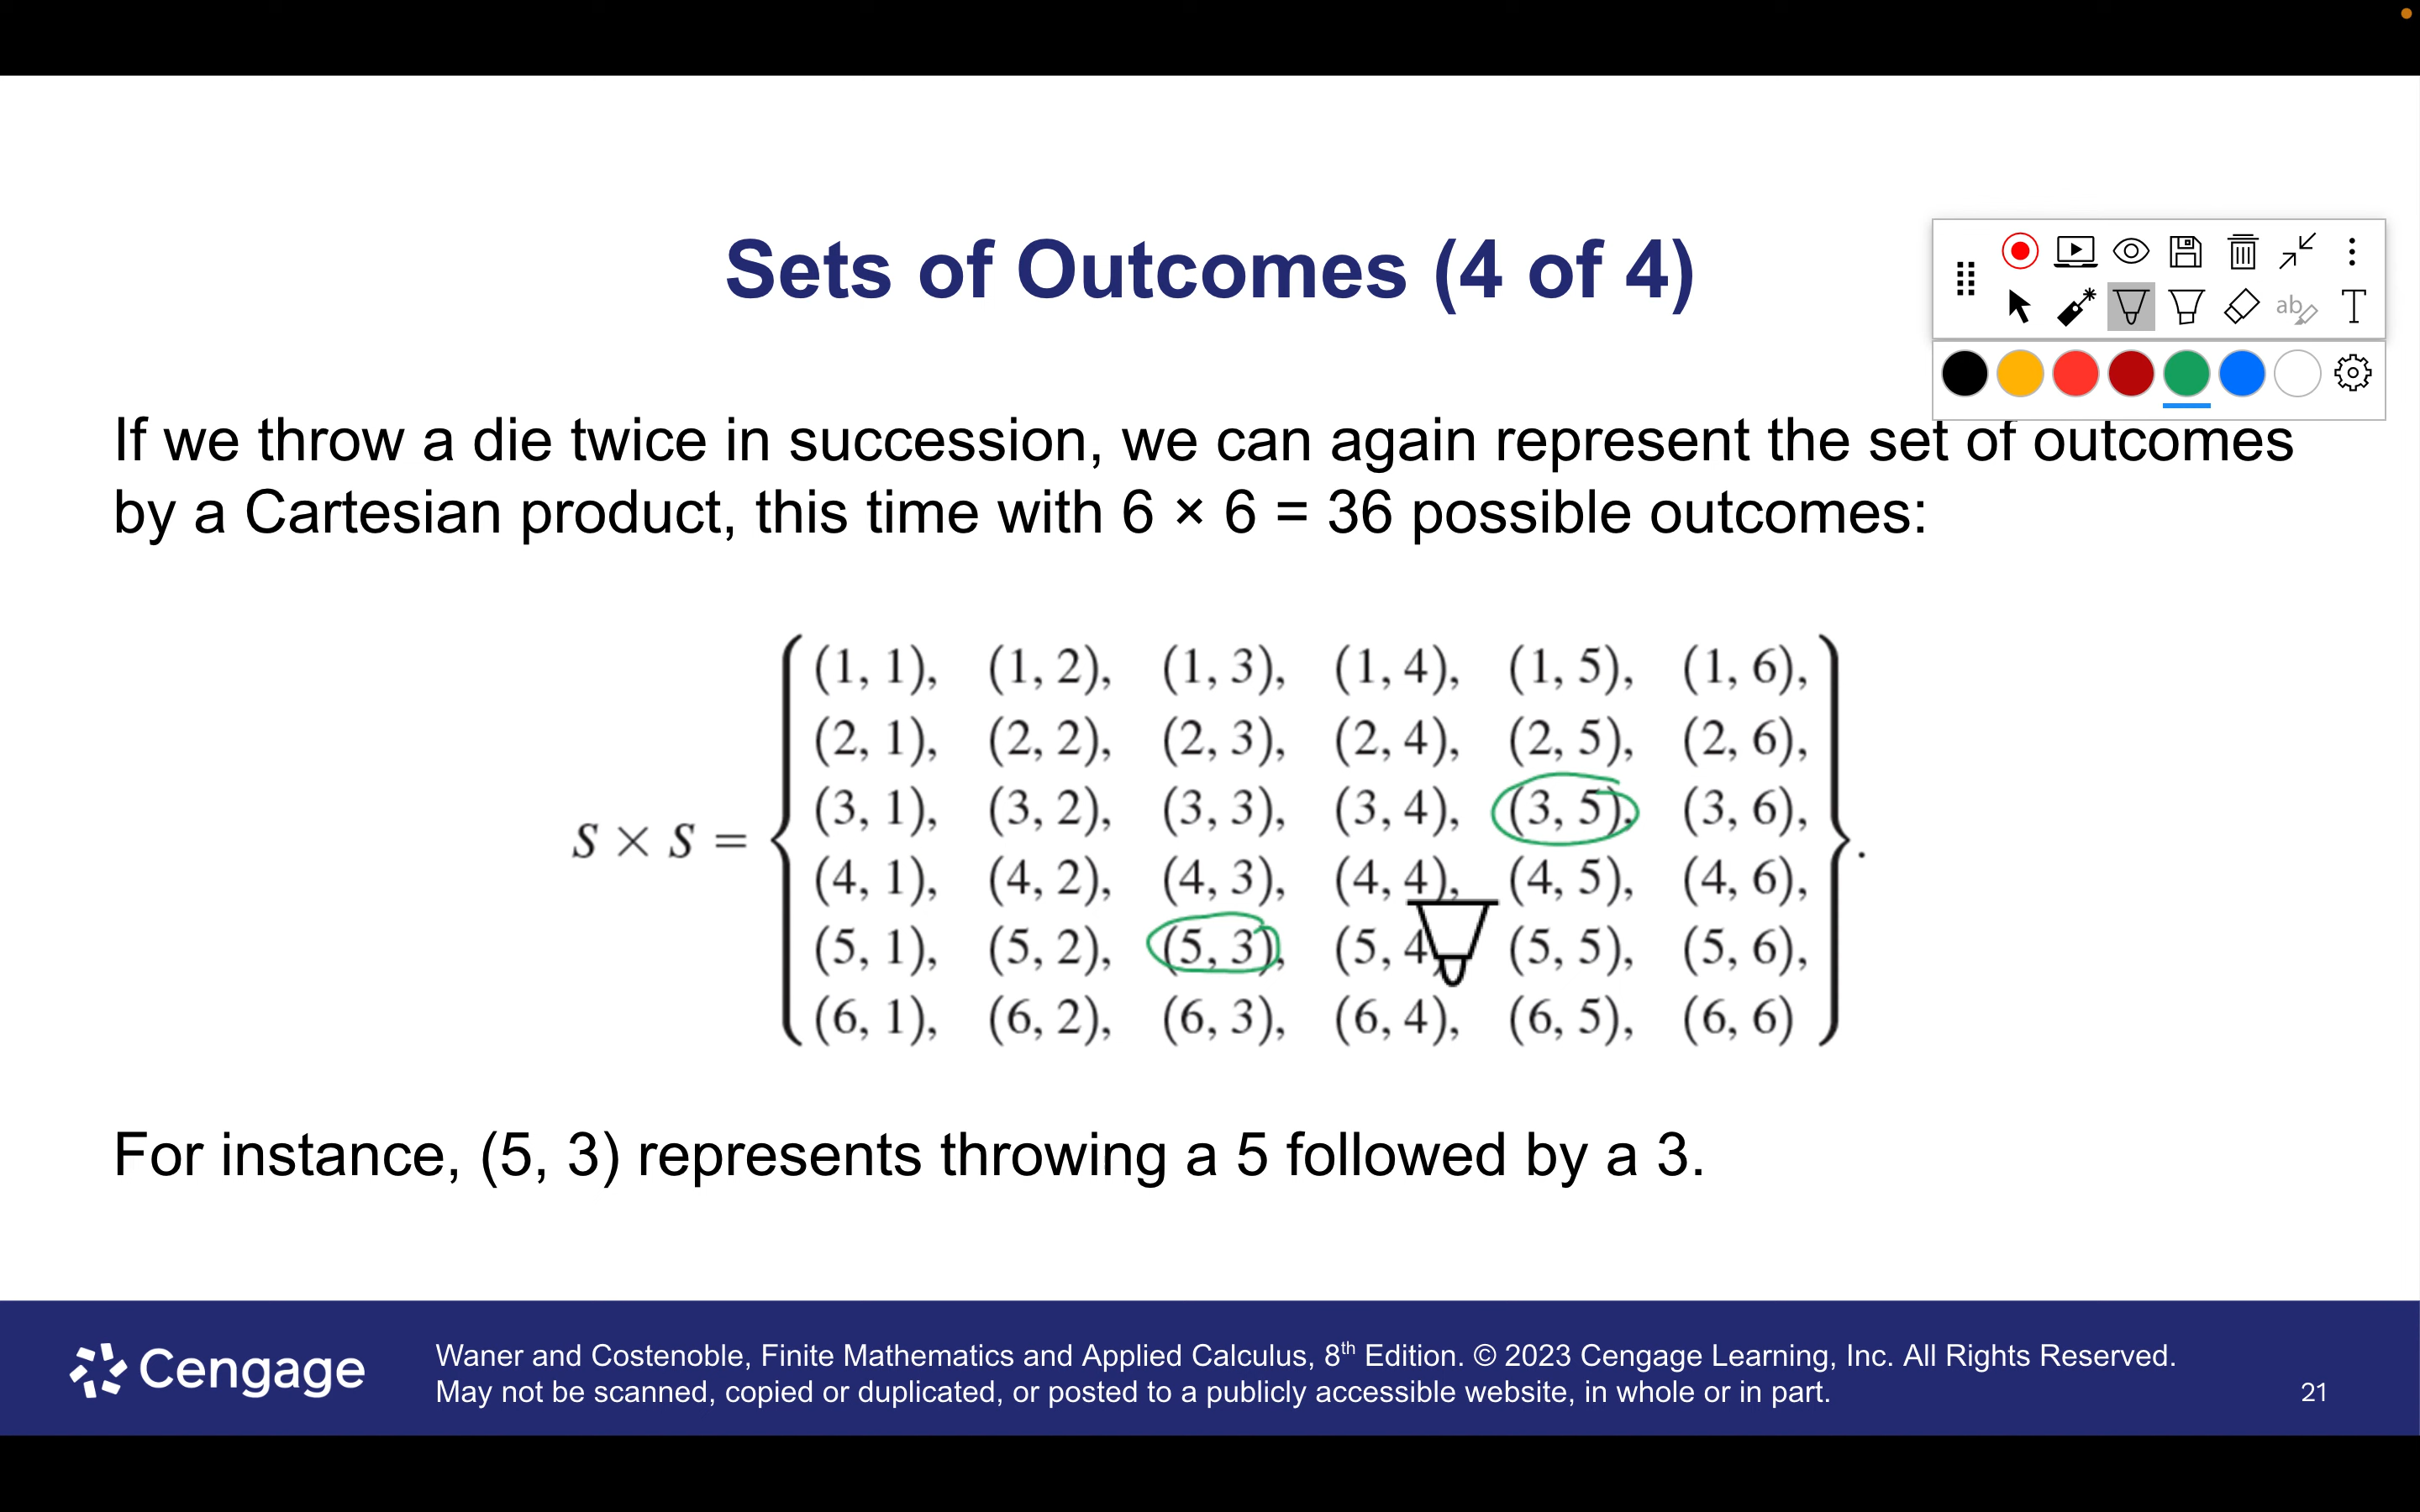 Sets of Outcomes (4 of 4)
ab
T
If we throw a die twice in succession, we can again represent the set of outcomes
by a Cartesian product, this time with 6 × 6 = 36 possible outcomes:
(1, 1), (1, 2), (1, 3), (1, 4), (1, 5), (1, 6),
(2, 1), (2, 2), (2, 3), (2, 4), (2, 5), (2, 6),
(3, 1), (3, 2), (3, 3), (3, 4), (3, 5), (3, 6),
S × S = { } .
(4, 1), (4, 2), (4, 3), (4, 4), (4, 5), (4, 6),
(5, 1), (5, 2), (5, 3), (5, 4 (5, 5), (5, 6),
(6, 1), (6, 2), (6, 3), (6, 4), (6, 5), (6, 6)
For instance, (5, 3) represents throwing a 5 followed by a 3.
Cengage
Waner and Costenoble, Finite Mathematics and Applied Calculus, 8th Edition. © 2023 Cengage Learning, Inc. All Rights Reserved.
May not be scanned, copied or duplicated, or posted to a publicly accessible website, in whole or in part.
21